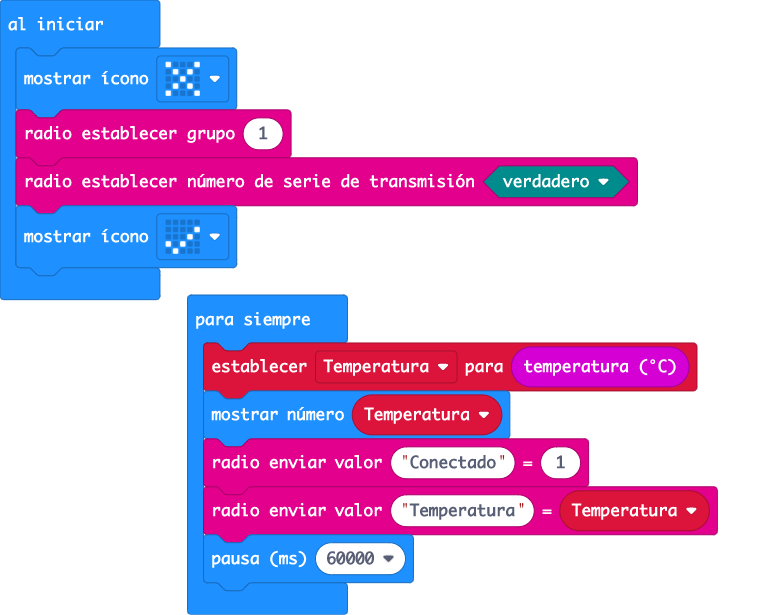 al iniciar
mostrar ícono
radio establecer grupo 1
radio establecer número de serie de transmisión verdadero
mostrar ícono
para siempre
establecer Temperatura para temperatura (°C)
mostrar número Temperatura
radio enviar valor "Conectado" = 1
radio enviar valor "Temperatura" = Temperatura
pausa (ms) 60000